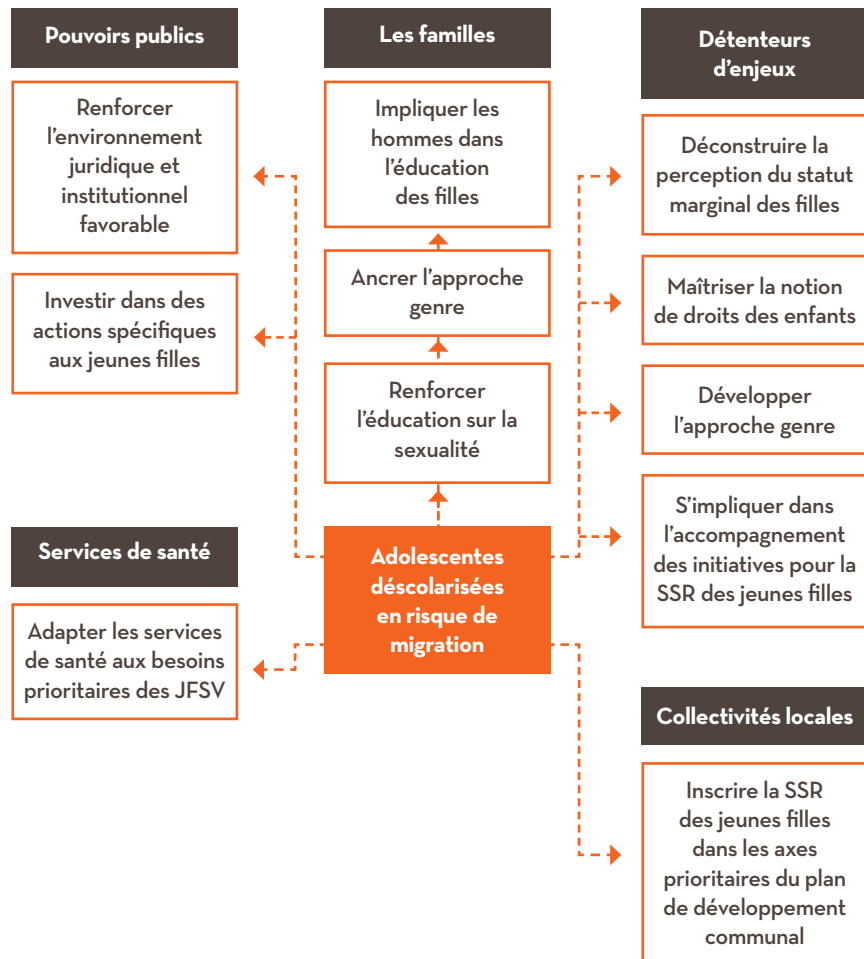 Pouvoirs publics
Renforcer
l'environnement
juridique et
institutionnel
favorable
Investir dans des
actions spécifiques
aux jeunes filles
Services de santé
Adapter les services
de santé aux besoins
prioritaires des JFSV
Les familles
Impliquer les
hommes dans
l'éducation
des filles
Ancrer l'approche
genre
Renforcer
l'éducation sur la
sexualité
Adolescentes
déscolarisées
en risque de
migration
Détenteurs
d'enjeux
Déconstruire la
perception du statut
marginal des filles
Maîtriser la notion
de droits des enfants
Développer
l'approche genre
S'impliquer dans
l'accompagnement
des initiatives pour la
SSR des jeunes filles
Collectivités locales
Inscrire la SSR
des jeunes filles
dans les axes
prioritaires du plan
de développement
communal